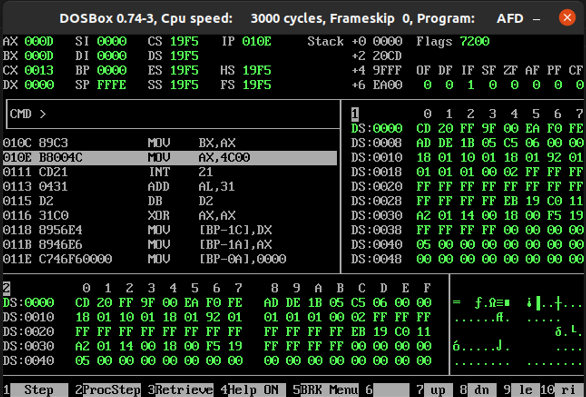 DOSBox 0.74-3, Cpu speed: 3000 cycles, Frameskip 0, Program: AFD
AX 000D SI 0000 CS 19F5 IP 010E Stack +0 0000 Flags 7200
BX 000D DI 0000 DS 19F5 +2 20CD
CX 0013 BP 0000 ES 19F5 HS 19F5 +4 9FFF OF DF IF SF ZF AF PF CF
DX 0000 SP FFFE SS 19F5 FS 19F5 +6 EA00 0 0 1 0 0 0 0 0
CMD >
010C 89C3 MOV BX,AX
010E B8004C MOV AX,4C00
0111 CD21 INT 21
0113 0431 ADD AL,31
0115 D2 DB D2
0116 31C0 XOR AX,AX
0118 8956E4 MOV [BP-1C],DX
011B 8946E6 MOV [BP-1A],AX
011E C746F60000 MOV [BP-0A],0000
1 0 1 2 3 4 5 6 7
DS:0000 CD 20 FF 9F 00 EA F0 FE
DS:0008 AD DE 1B 05 C5 06 00 00
DS:0010 18 01 10 01 18 01 92 01
DS:0018 01 01 01 00 02 FF FF FF
DS:0020 FF FF FF FF FF FF FF FF
DS:0028 FF FF FF FF EB 19 C0 11
DS:0030 A2 01 14 00 18 00 F5 19
DS:0038 FF FF FF FF 00 00 00 00
DS:0040 05 00 00 00 00 00 00 00
DS:0048 00 00 00 00 00 00 00 00
2 0 1 2 3 4 5 6 7 8 9 A B C D E F
DS:0000 CD 20 FF 9F 00 EA F0 FE AD DE 1B 05 C5 06 00 00
DS:0010 18 01 10 01 18 01 92 01 01 01 01 00 02 FF FF FF
DS:0020 FF FF FF FF FF FF FF FF FF FF FF FF EB 19 C0 11
DS:0030 A2 01 14 00 18 00 F5 19 FF FF FF FF 00 00 00 00
DS:0040 05 00 00 00 00 00 00 00 00 00 00 00 00 00 00 00
1 Step 2ProcStep 3Retrieve 4Help ON 5BRK Menu 6 7 up 8 dn 9 le 10 ri